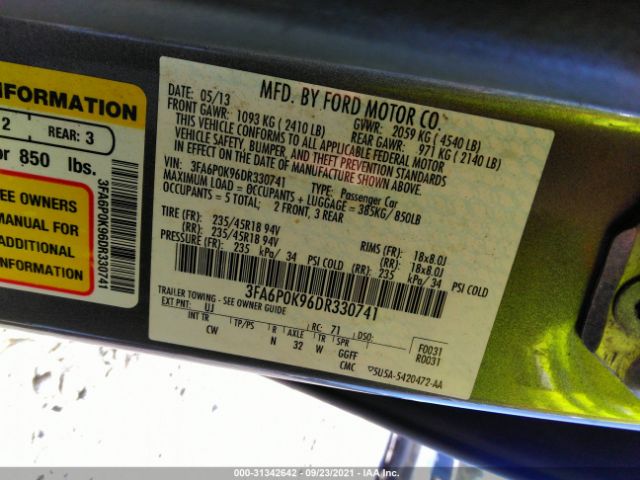 NFORMATION
2 REAR: 3
or 850 lbs.
EE OWNERS
MANUAL FOR
ADDITIONAL
INFORMATION
3FA6P0K96DR330741
MFD. BY FORD MOTOR CO.
DATE: 05/13 GVWR: 2059 KG (4540 LB)
FRONT GAWR: 1093 KG (2410 LB) REAR GAWR: 971 KG (2140 LB)
THIS VEHICLE CONFORMS TO ALL APPLICABLE FEDERAL MOTOR
VEHICLE SAFETY, BUMPER, AND THEFT PREVENTION STANDARDS
IN EFFECT ON THE DATE OF MANUFACTURE SHOWN ABOVE.
VIN: 3FA6P0K96DR330741 TYPE: Passenger Car
MAXIMUM LOAD = OCCUPANTS + LUGGAGE = 385KG/850LB
OCCUPANTS = 5 TOTAL; 2 FRONT, 3 REAR
TIRE (FR): 235/45R18 94V RIMS (FR): 18x8.0J
(RR): 235/45R18 94V (RR): 18x8.0J
PRESSURE (FR): 235 kPa/ 34 PSI COLD (RR): 235 kPa/ 34 PSI COLD
3FA6P0K96DR330741
TRAILER TOWING - SEE OWNER GUIDE
EXT PNT: UJ RC: 71 DSO: F0031
R0031
INT TR TP/PS R AXLE TR SPR
CW N 32 W GGFF
CMC 5U5A-5420472-AA
000-31342642 - 09/23/2021 - IAA Inc.